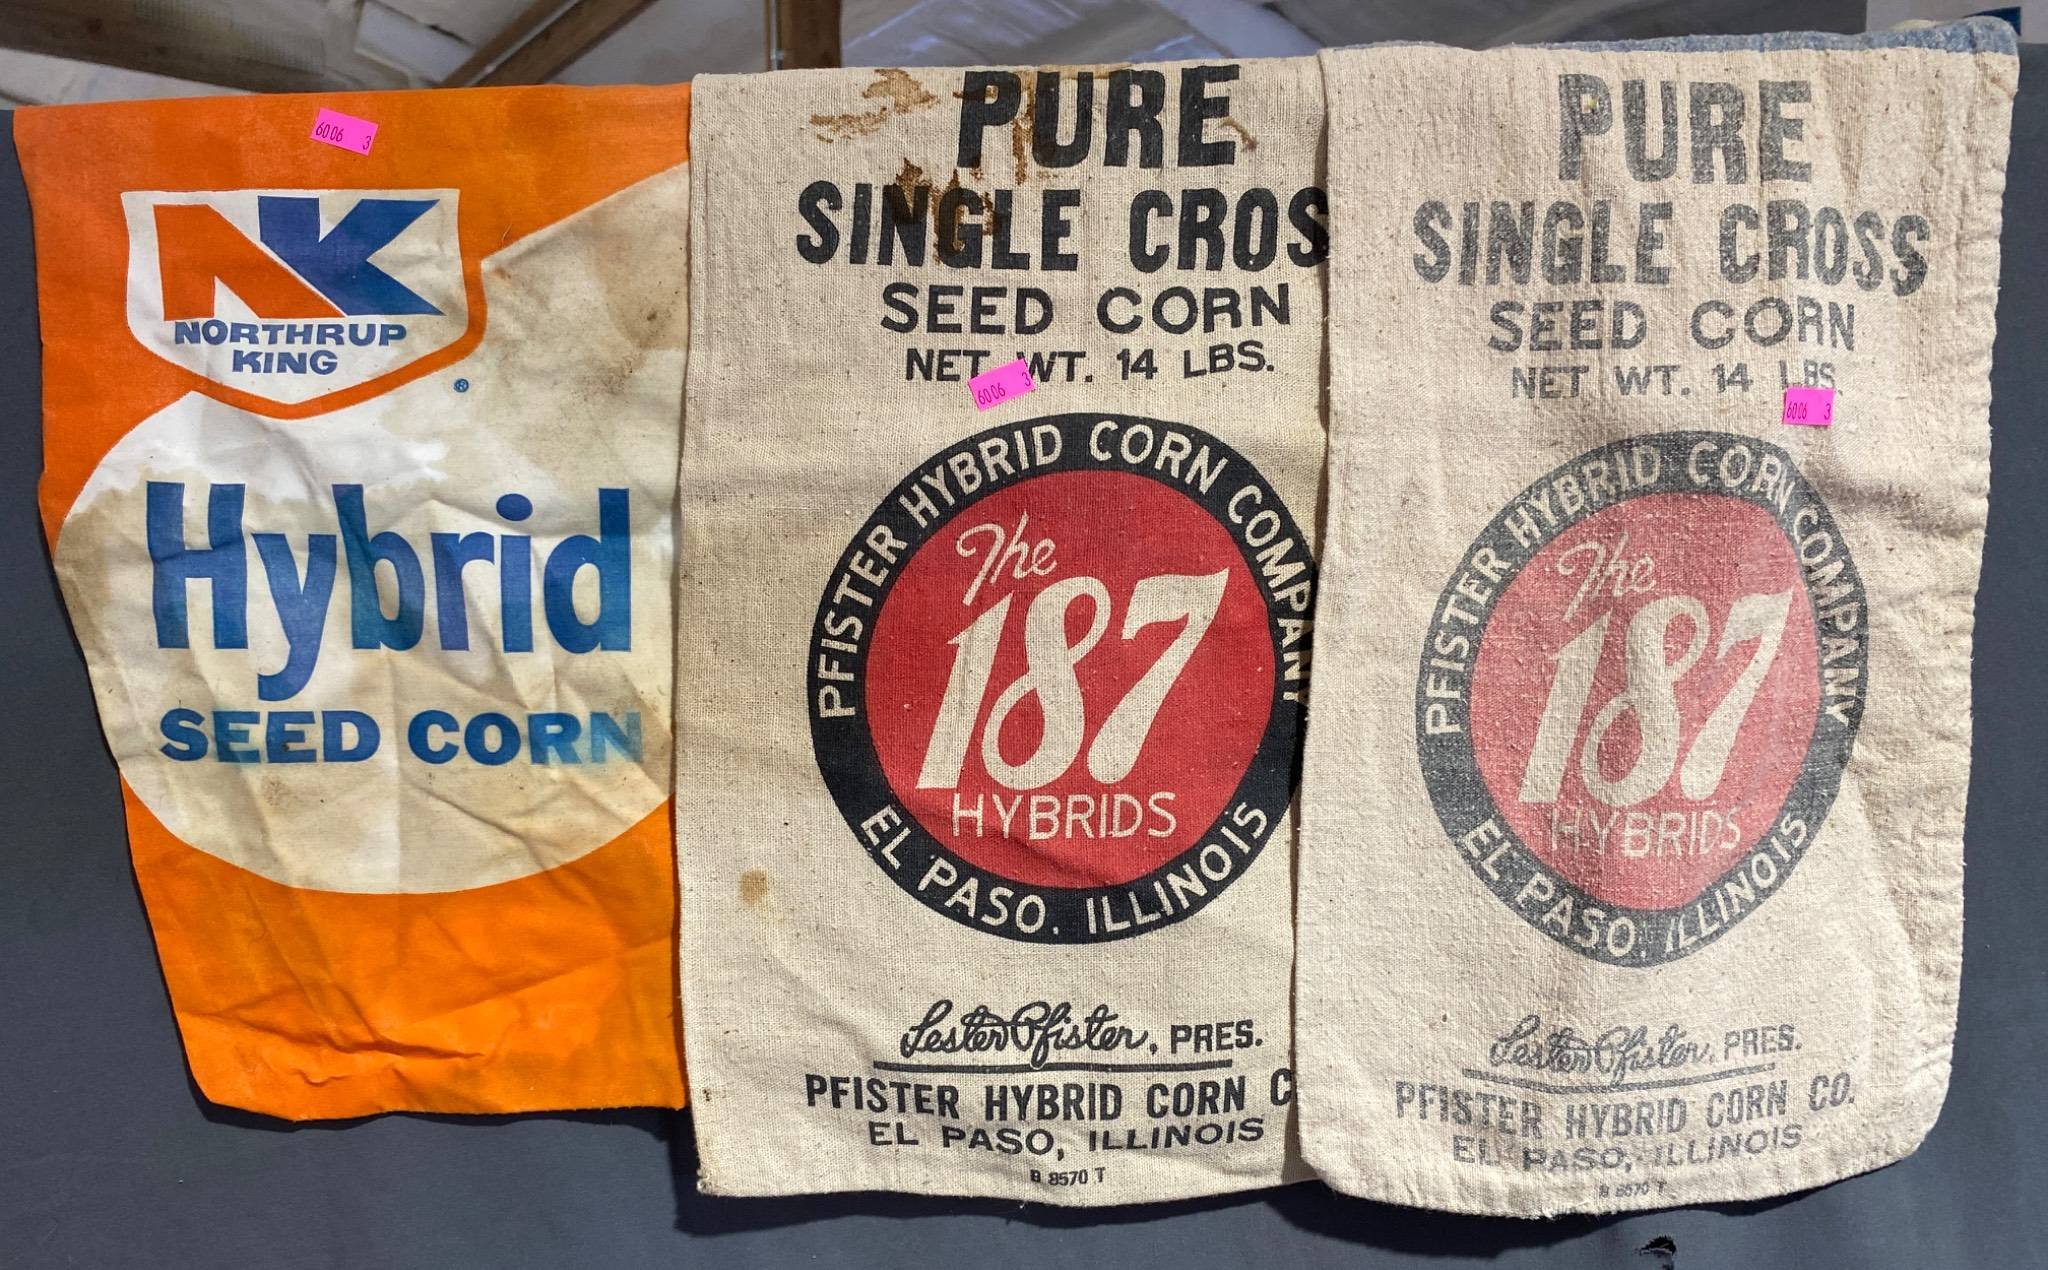 6006 3
NK
NORTHRUP
KING
®
Hybrid
SEED CORN
PURE
SINGLE CROS
SEED CORN
NET WT. 14 LBS.
6006 3
PFISTER HYBRID CORN COMPANY
The
187
HYBRIDS
EL PASO, ILLINOIS
Lester Pfister, PRES.
PFISTER HYBRID CORN C
EL PASO, ILLINOIS
B 8570 T
PURE
SINGLE CROSS
SEED CORN
NET WT. 14 LBS
6006 3
PFISTER HYBRID CORN COMPANY
The
187
HYBRIDS
EL PASO, ILLINOIS
Lester Pfister, PRES.
PFISTER HYBRID CORN CO.
EL PASO, ILLINOIS
B 8570 T